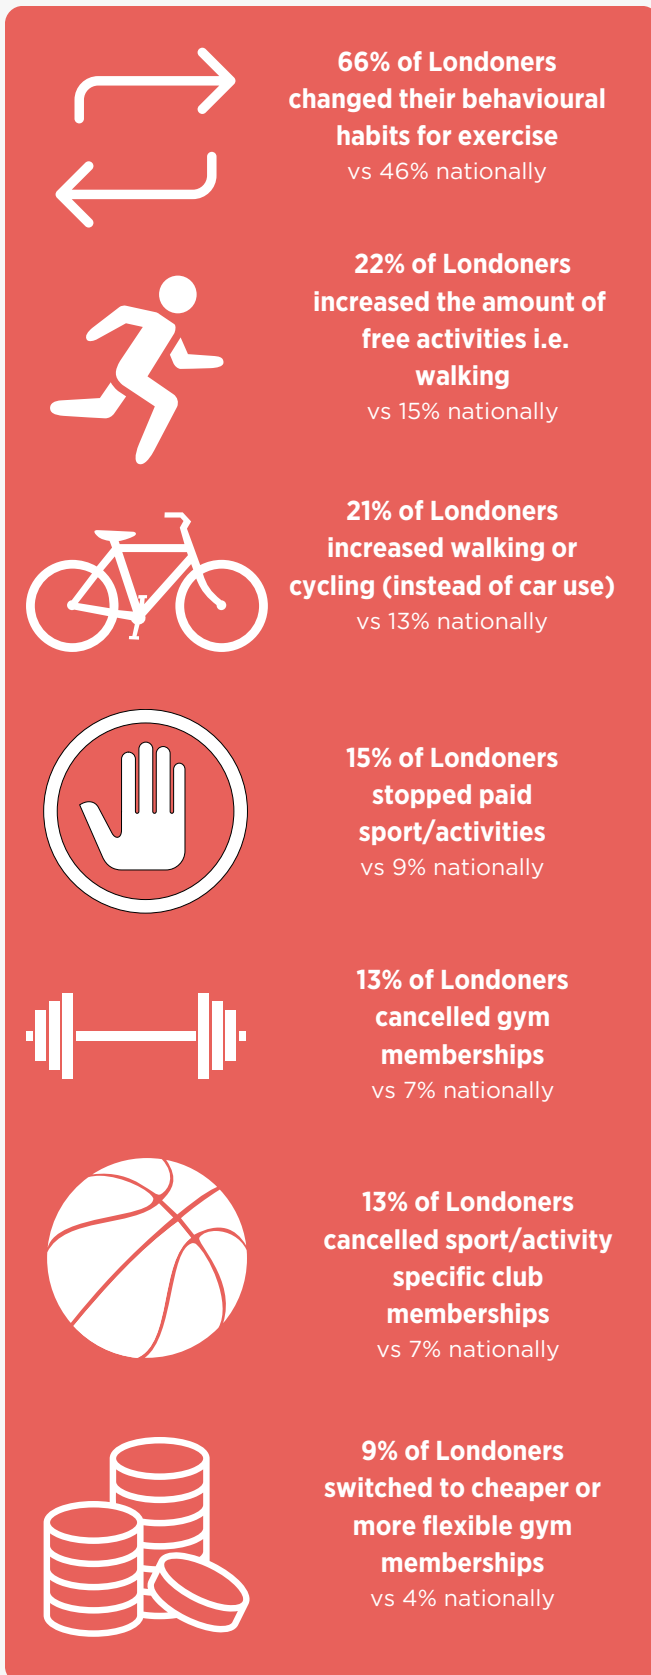 66% of Londoners
changed their behavioural
habits for exercise
vs 46% nationally
22% of Londoners
increased the amount of
free activities i.e.
walking
vs 15% nationally
21% of Londoners
increased walking or
cycling (instead of car use)
vs 13% nationally
15% of Londoners
stopped paid
sport/activities
vs 9% nationally
13% of Londoners
cancelled gym
memberships
vs 7% nationally
13% of Londoners
cancelled sport/activity
specific club
memberships
vs 7% nationally
9% of Londoners
switched to cheaper or
more flexible gym
memberships
vs 4% nationally